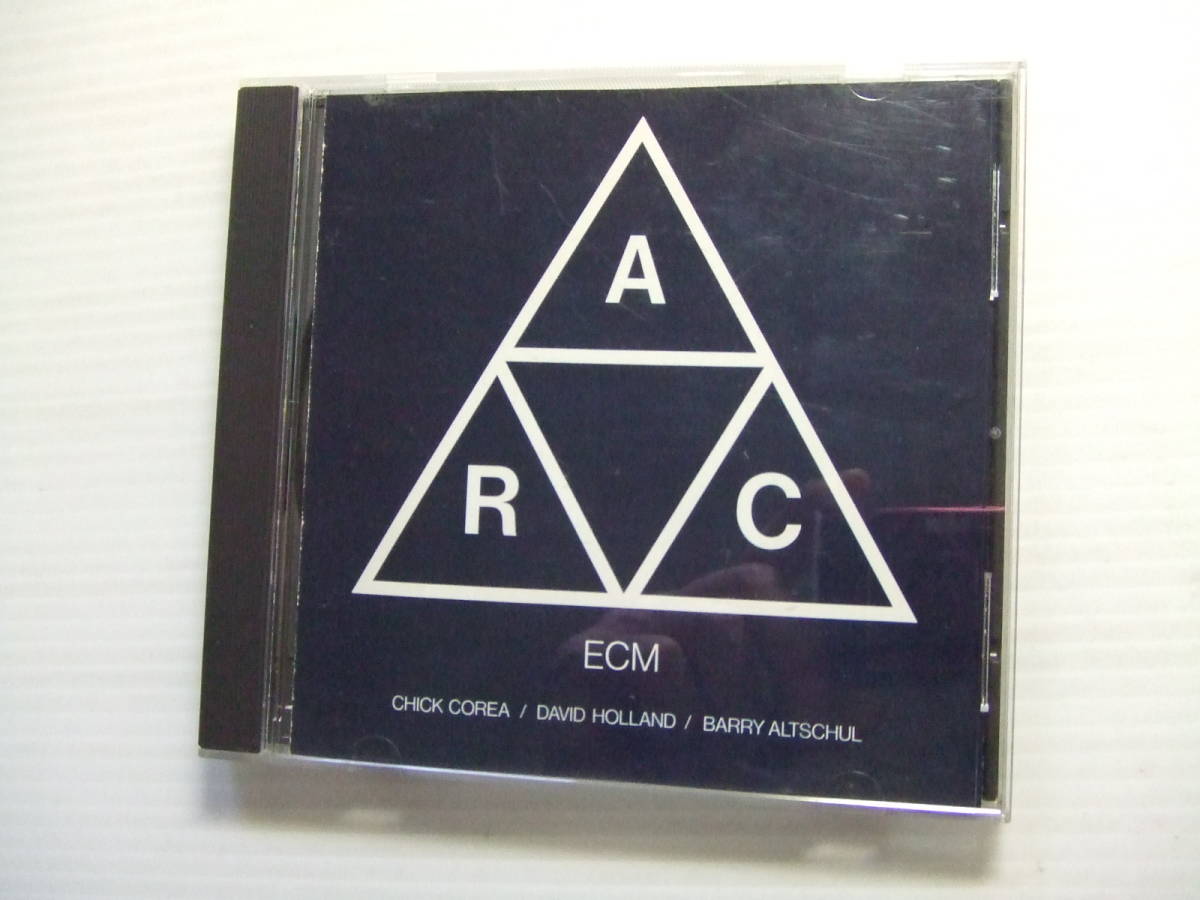 A
R C
ECM
CHICK COREA / DAVID HOLLAND / BARRY ALTSCHUL